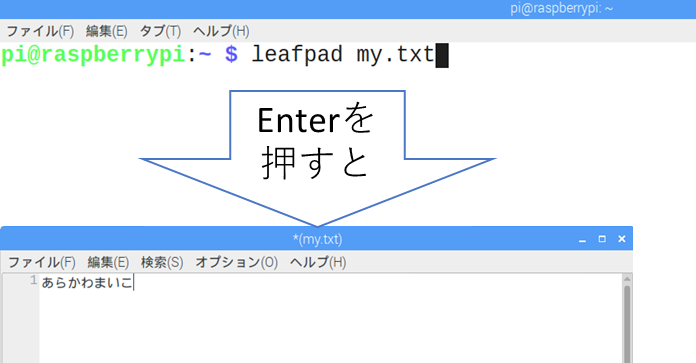 pi@raspberrypi: ~
ファイル(F) 編集(E) タブ(T) ヘルプ(H)
pi@raspberrypi:~ $ leafpad my.txt
Enterを
押すと
*(my.txt)
ファイル(F) 編集(E) 検索(S) オプション(O) ヘルプ(H)
1 あらかわまいこ